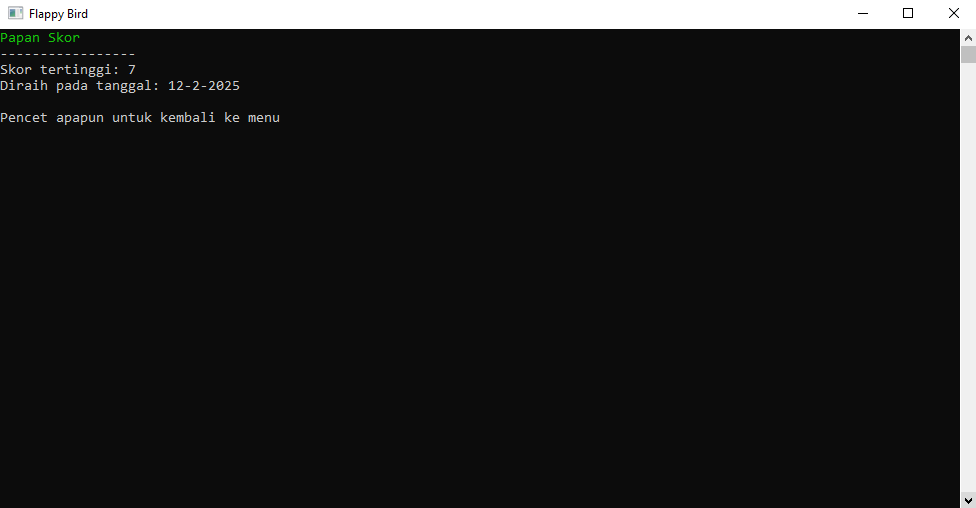 Flappy Bird
Papan Skor
-----------------
Skor tertinggi: 7
Diraih pada tanggal: 12-2-2025
Pencet apapun untuk kembali ke menu